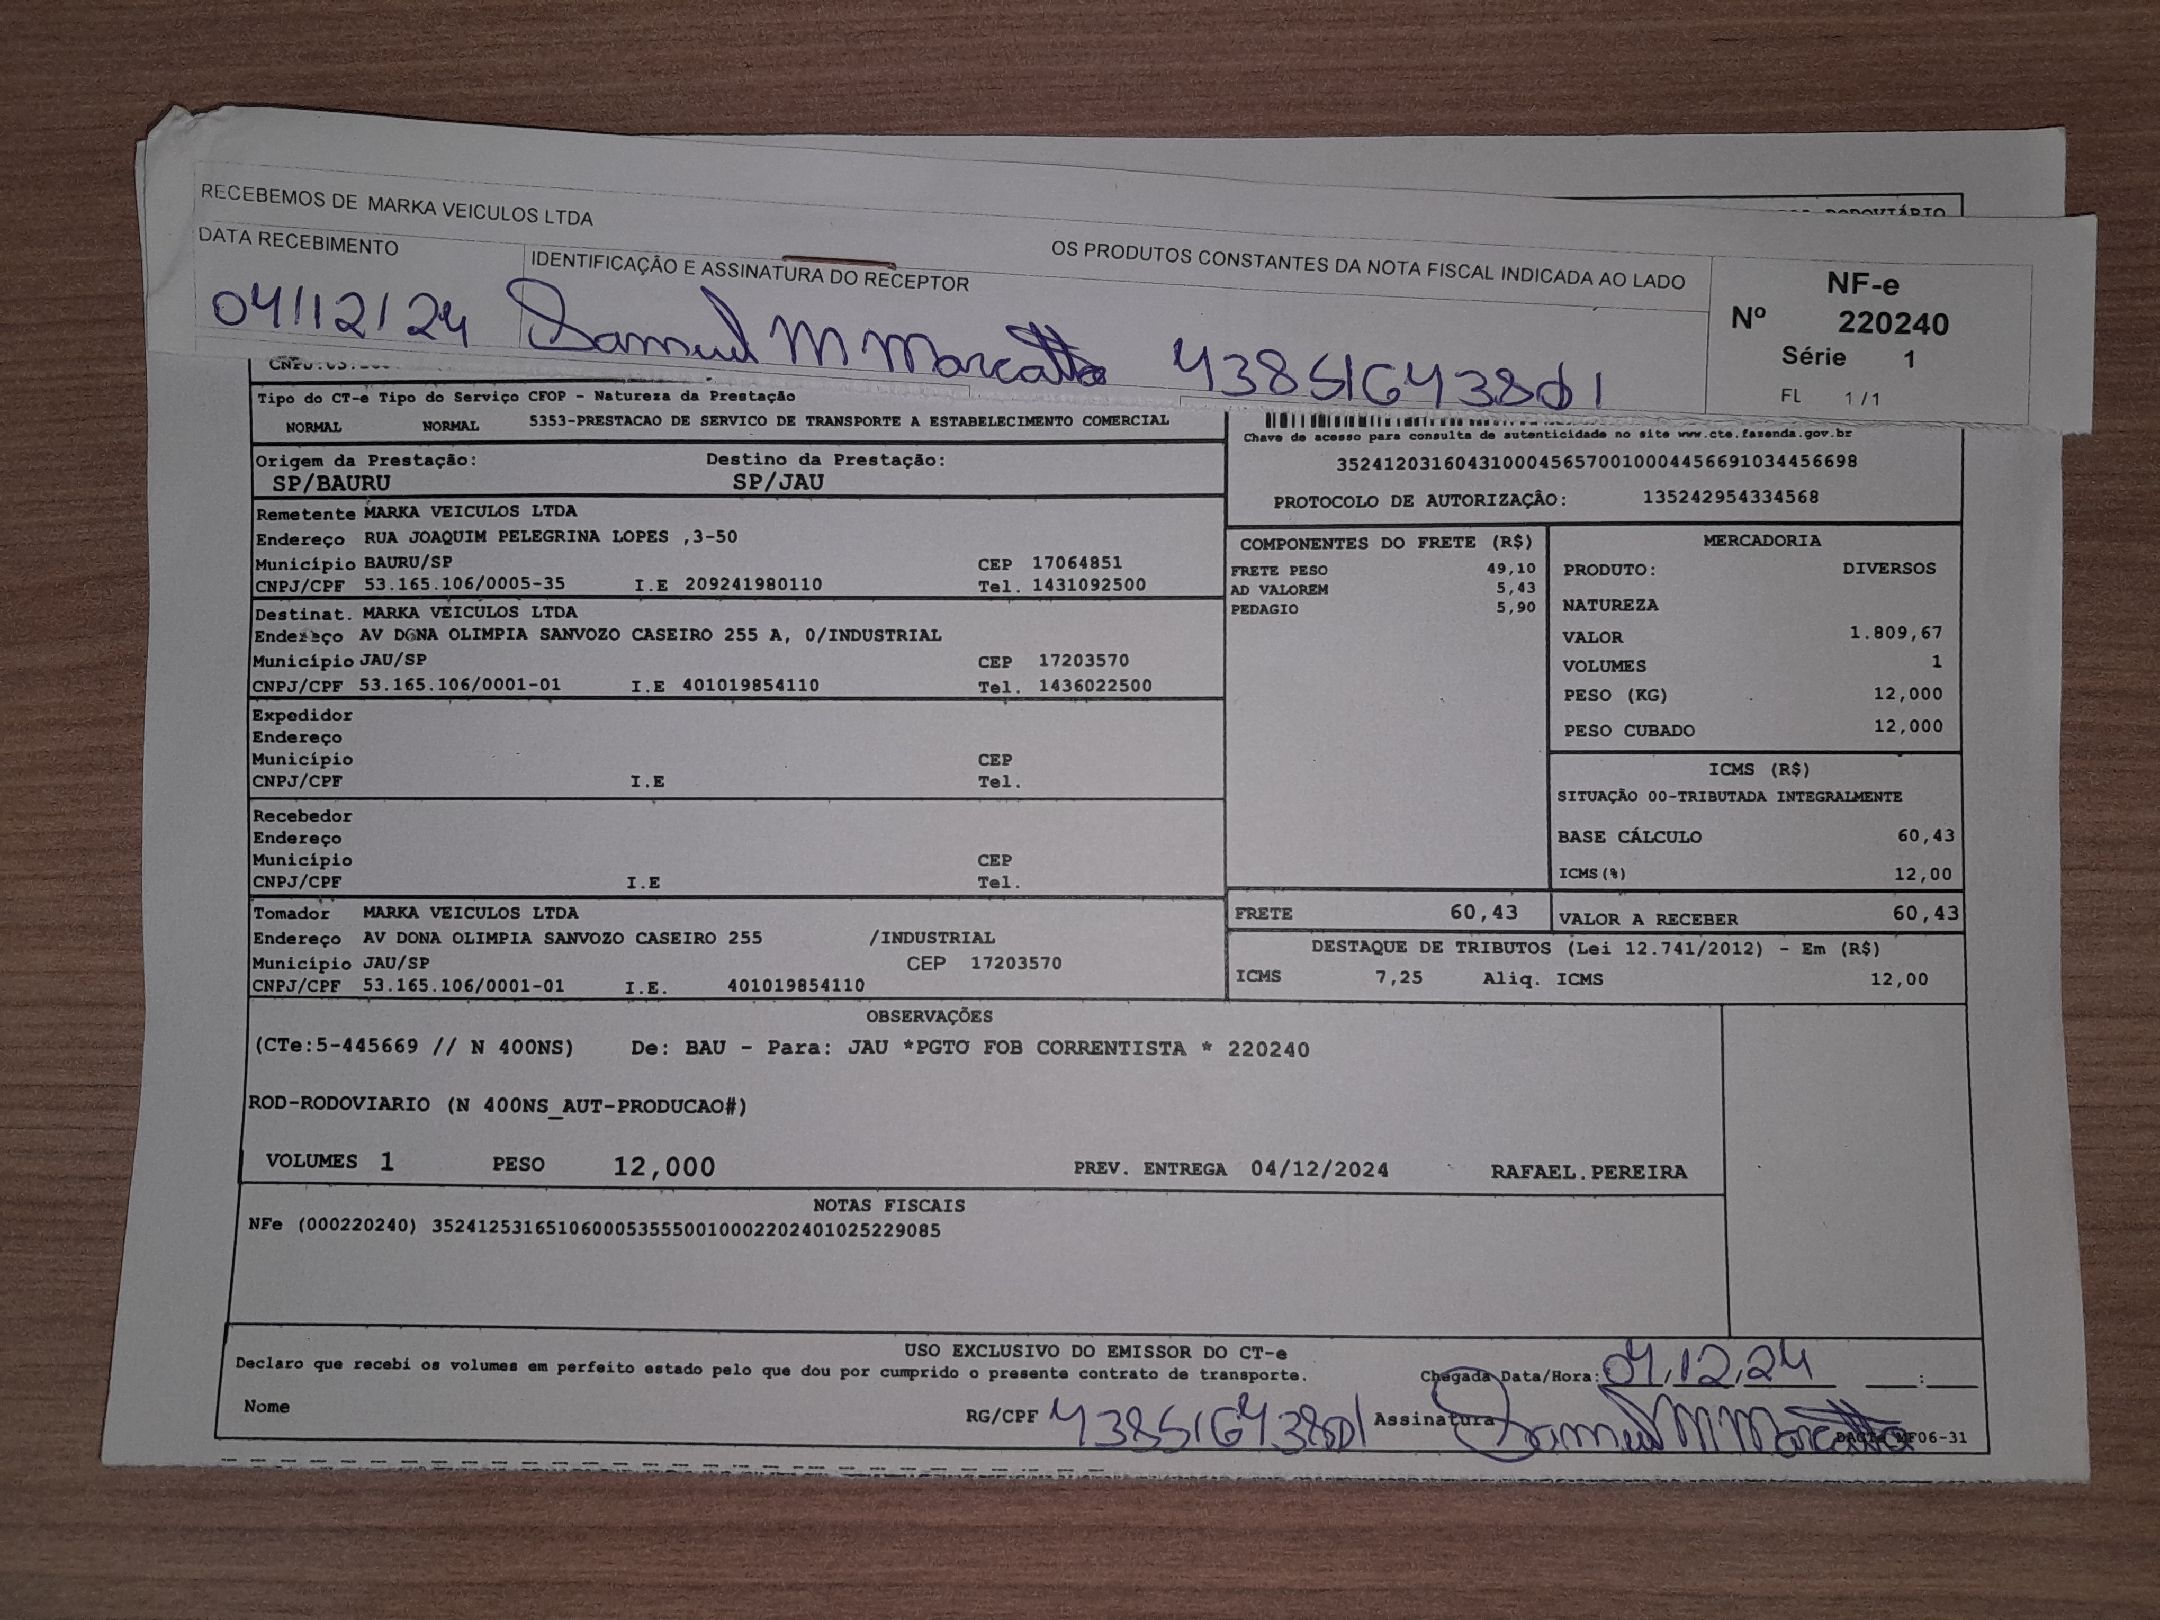 RECEBEMOS DE MARKA VEICULOS LTDA
OS PRODUTOS CONSTANTES DA NOTA FISCAL INDICADA AO LADO
DATA RECEBIMENTO
IDENTIFICAÇÃO E ASSINATURA DO RECEPTOR
04/12/24 Samuel M Marcatto
NF-e
Nº 220240
Série 1
FL 1 / 1
Tipo do CT-e Tipo do Serviço CFOP - Natureza da Prestação
NORMAL NORMAL 5353-PRESTACAO DE SERVICO DE TRANSPORTE A ESTABELECIMENTO COMERCIAL
Chave de acesso para consulta de autenticidade no site www.cte.fazenda.gov.br
35241203160431000456570010004456691034456698
PROTOCOLO DE AUTORIZAÇÃO: 135242954334568
Origem da Prestação: Destino da Prestação:
SP/BAURU SP/JAU
Remetente MARKA VEICULOS LTDA
Endereço RUA JOAQUIM PELEGRINA LOPES ,3-50
Município BAURU/SP CEP 17064851
CNPJ/CPF 53.165.106/0005-35 I.E 209241980110 Tel. 1431092500
Destinat. MARKA VEICULOS LTDA
Endereço AV DONA OLIMPIA SANVOZO CASEIRO 255 A, 0/INDUSTRIAL
Município JAU/SP CEP 17203570
CNPJ/CPF 53.165.106/0001-01 I.E 401019854110 Tel. 1436022500
Expedidor
Endereço
Município CEP
CNPJ/CPF I.E Tel.
Recebedor
Endereço
Município CEP
CNPJ/CPF I.E Tel.
Tomador MARKA VEICULOS LTDA
Endereço AV DONA OLIMPIA SANVOZO CASEIRO 255 /INDUSTRIAL
Município JAU/SP CEP 17203570
CNPJ/CPF 53.165.106/0001-01 I.E. 401019854110
COMPONENTES DO FRETE (R$)
FRETE PESO 49,10
AD VALOREM 5,43
PEDAGIO 5,90
MERCADORIA
PRODUTO: DIVERSOS
NATUREZA
VALOR 1.809,67
VOLUMES 1
PESO (KG) 12,000
PESO CUBADO 12,000
ICMS (R$)
SITUAÇÃO 00-TRIBUTADA INTEGRALMENTE
BASE CÁLCULO 60,43
ICMS(%) 12,00
FRETE 60,43 VALOR A RECEBER 60,43
DESTAQUE DE TRIBUTOS (Lei 12.741/2012) - Em (R$)
ICMS 7,25 Aliq. ICMS 12,00
OBSERVAÇÕES
(CTe:5-445669 // N 400NS) De: BAU - Para: JAU *PGTO FOB CORRENTISTA * 220240
ROD-RODOVIARIO (N 400NS_AUT-PRODUCAO#)
VOLUMES 1 PESO 12,000 PREV. ENTREGA 04/12/2024 RAFAEL.PEREIRA
NOTAS FISCAIS
NFe (000220240) 35241253165106000535550010002202401025229085
USO EXCLUSIVO DO EMISSOR DO CT-e
Declaro que recebi os volumes em perfeito estado pelo que dou por cumprido o presente contrato de transporte.
Chegada Data/Hora: 04/12/24 __:__
Nome RG/CPF Assinatura Samuel M Marcatto
MF06-31